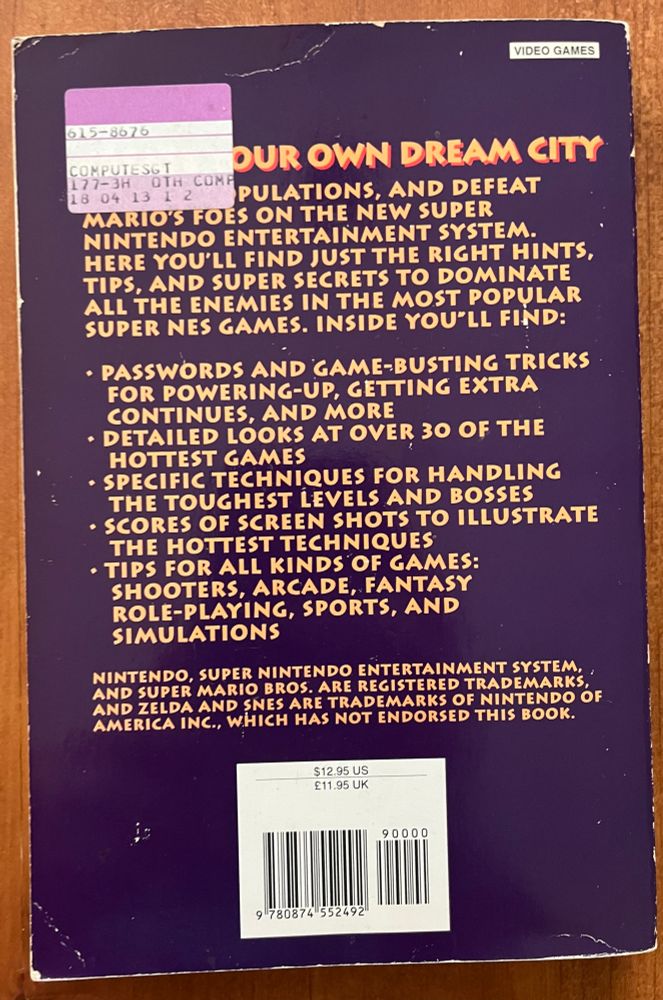 VIDEO GAMES
615-8676
COMPUTESGT
177-3H OTH COMP
18 04 13 1 2
OUR OWN DREAM CITY
PULATIONS, AND DEFEAT
MARIO'S FOES ON THE NEW SUPER
NINTENDO ENTERTAINMENT SYSTEM.
HERE YOU'LL FIND JUST THE RIGHT HINTS,
TIPS, AND SUPER SECRETS TO DOMINATE
ALL THE ENEMIES IN THE MOST POPULAR
SUPER NES GAMES. INSIDE YOU'LL FIND:
• PASSWORDS AND GAME-BUSTING TRICKS
FOR POWERING-UP, GETTING EXTRA
CONTINUES, AND MORE
• DETAILED LOOKS AT OVER 30 OF THE
HOTTEST GAMES
• SPECIFIC TECHNIQUES FOR HANDLING
THE TOUGHEST LEVELS AND BOSSES
• SCORES OF SCREEN SHOTS TO ILLUSTRATE
THE HOTTEST TECHNIQUES
• TIPS FOR ALL KINDS OF GAMES:
SHOOTERS, ARCADE, FANTASY
ROLE-PLAYING, SPORTS, AND
SIMULATIONS
NINTENDO, SUPER NINTENDO ENTERTAINMENT SYSTEM,
AND SUPER MARIO BROS. ARE REGISTERED TRADEMARKS,
AND ZELDA AND SNES ARE TRADEMARKS OF NINTENDO OF
AMERICA INC., WHICH HAS NOT ENDORSED THIS BOOK.
$12.95 US
£11.95 UK
90000
9 780874 552492